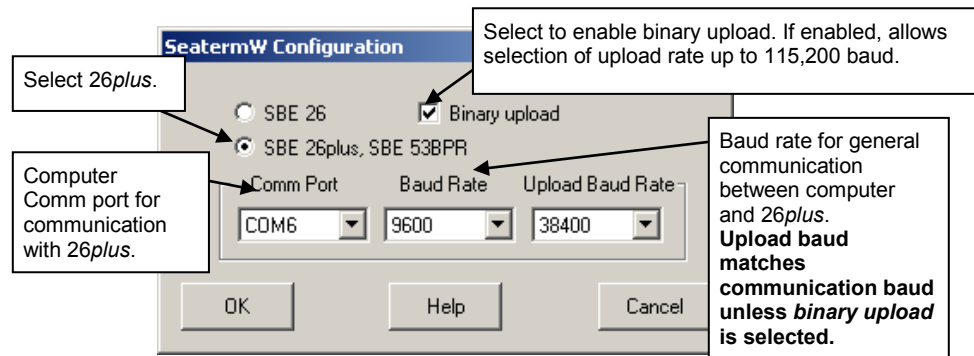 Select to enable binary upload. If enabled, allows
selection of upload rate up to 115,200 baud.
SeatermW Configuration
Select 26plus.
SBE 26
Binary upload
SBE 26plus, SBE 53BPR
Computer
Comm port for
communication
with 26plus.
Baud rate for general
communication
between computer
and 26plus.
Upload baud
matches
communication baud
unless binary upload
is selected.
Comm Port
Baud Rate
Upload Baud Rate
COM6
9600
38400
OK
Help
Cancel